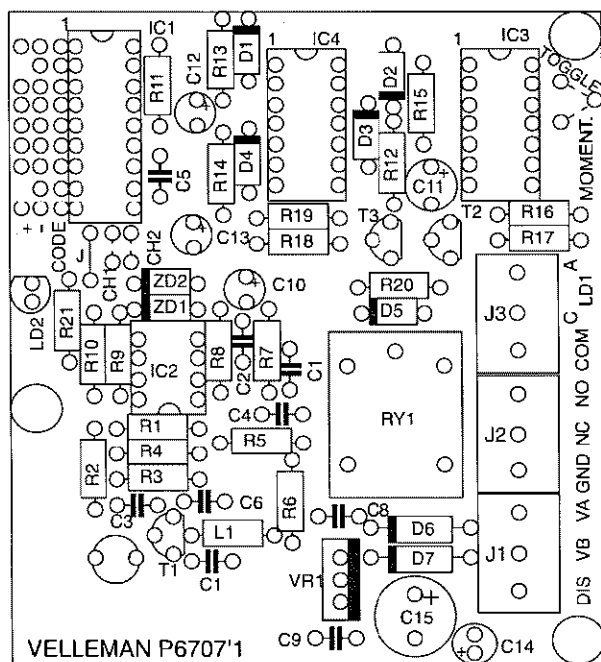 1
IC1
R11
C12
R13
D1
1
IC4
D2
R15
1
IC3
TOGGLE
MOMENT.
C5
R14
D4
D3
R12
C11
+
-
C
CODE
J
CH1
CH2
C13
R19
R18
T3
T2
R16
R17
LD2
R21
ZD2
ZD1
C10
R20
D5
J3
A
LD1
C
R10
R9
IC2
R8
C2
R7
C1
RY1
NO COM
C4
R1
R5
R4
R3
R2
J2
GND NC
C3
C6
R6
C8
D6
VA
T1
L1
C1
VR1
D7
J1
VB
DIS
C15
C9
C14
VELLEMAN P6707'1